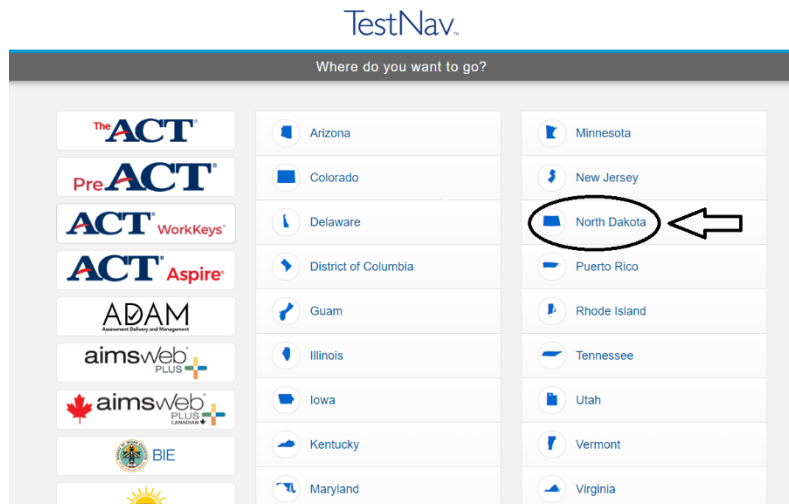 TestNav™
Where do you want to go?
The ACT®
PreACT®
ACT® WorkKeys®
ACT® Aspire®
ADAM
Assessment Delivery and Management
aimsweb
PLUS
aimsweb
PLUS
CANADIAN
BIE
Arizona
Colorado
Delaware
District of Columbia
Guam
Illinois
Iowa
Kentucky
Maryland
Minnesota
New Jersey
North Dakota
Puerto Rico
Rhode Island
Tennessee
Utah
Vermont
Virginia